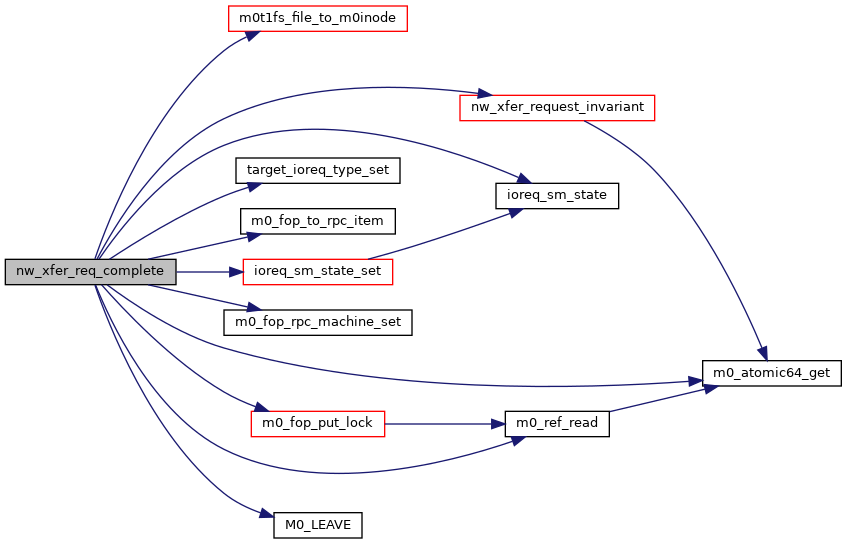 m0t1fs_file_to_m0inode
nw_xfer_request_invariant
target_ioreq_type_set
ioreq_sm_state
m0_fop_to_rpc_item
nw_xfer_req_complete
ioreq_sm_state_set
m0_fop_rpc_machine_set
m0_atomic64_get
m0_fop_put_lock
m0_ref_read
M0_LEAVE